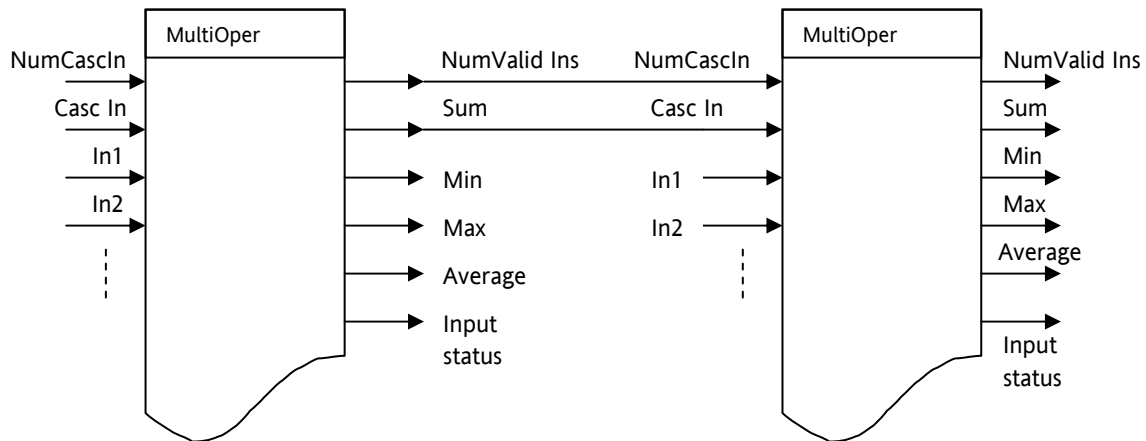 MultiOper
NumCascIn
Casc In
In1
In2
NumValid Ins
Sum
Min
Max
Average
Input
status
MultiOper
NumCascIn
Casc In
In1
In2
NumValid Ins
Sum
Min
Max
Average
Input
status